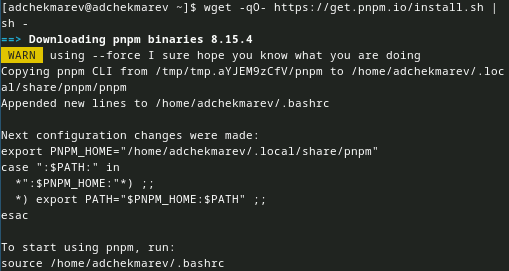 [adchekmarev@adchekmarev ~]$ wget -qO- https://get.pnpm.io/install.sh |
sh -
==> Downloading pnpm binaries 8.15.4
WARN using --force I sure hope you know what you are doing
Copying pnpm CLI from /tmp/tmp.aYJEM9zCfV/pnpm to /home/adchekmarev/.loc
al/share/pnpm/pnpm
Appended new lines to /home/adchekmarev/.bashrc

Next configuration changes were made:
export PNPM_HOME="/home/adchekmarev/.local/share/pnpm"
case ":$PATH:" in
  *":$PNPM_HOME:"*) ;;
  *) export PATH="$PNPM_HOME:$PATH" ;;
esac

To start using pnpm, run:
source /home/adchekmarev/.bashrc